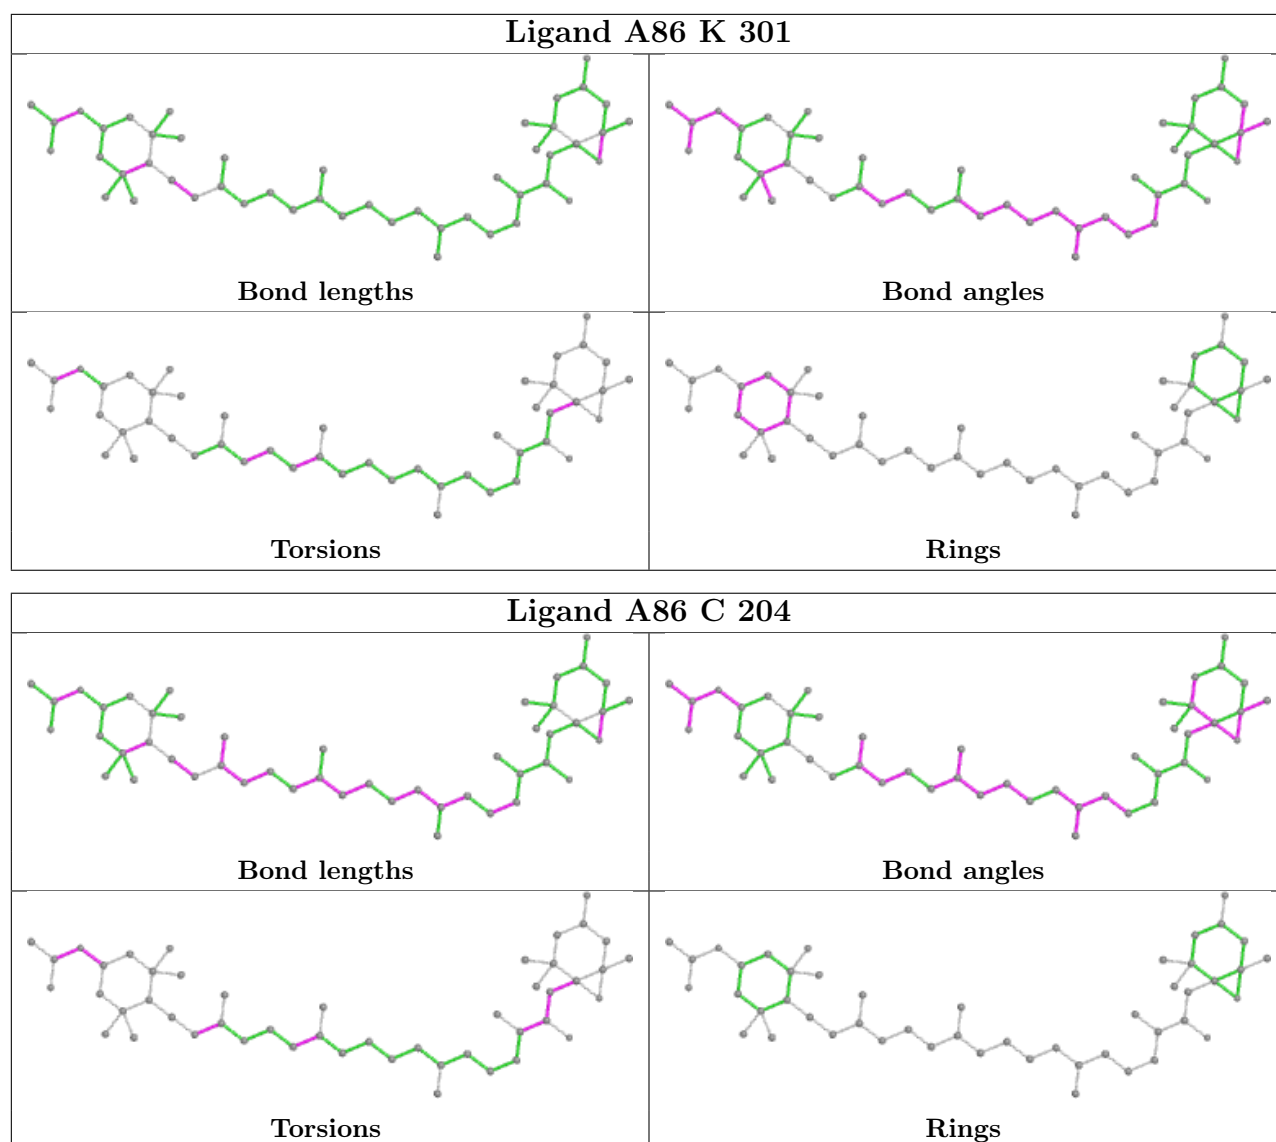 Ligand A86 K 301
Bond lengths
Bond angles
Torsions
Rings
Ligand A86 C 204
Bond lengths
Bond angles
Torsions
Rings